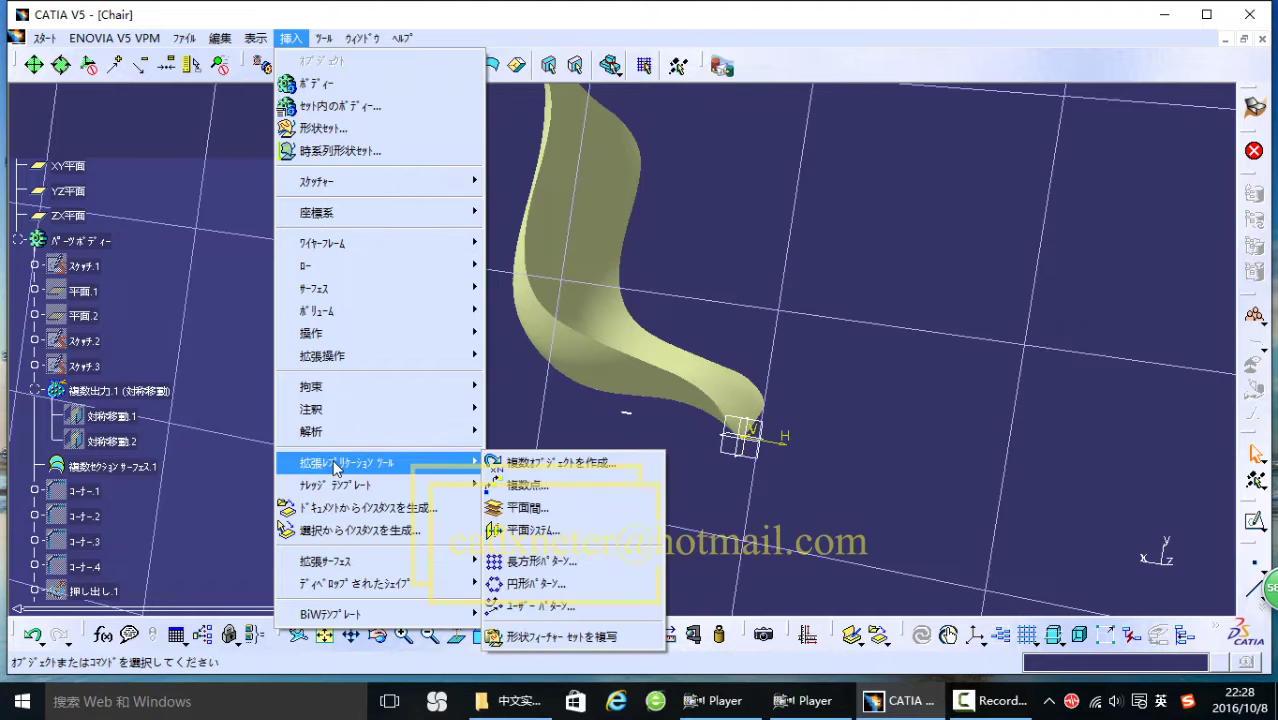 CATIA V5 - [Chair]
ｽﾀｰﾄ ENOVIA V5 VPM ﾌｧｲﾙ 編集 表示 挿入 ﾂｰﾙ ｳｨﾝﾄﾞｳ ﾍﾙﾌﾟ
ｵﾌﾞｼﾞｪｸﾄ
ﾎﾞﾃﾞｨｰ
ｾｯﾄ内のﾎﾞﾃﾞｨｰ...
形状ｾｯﾄ...
時系列形状ｾｯﾄ...
ｽｹｯﾁｬｰ
座標系
ﾜｲﾔｰﾌﾚｰﾑ
ﾛｰ
ｻｰﾌｪｽ
ﾎﾞﾘｭｰﾑ
操作
拡張操作
拘束
注釈
解析
拡張ﾚﾌﾟﾘｹｰｼｮﾝ ﾂｰﾙ
ﾅﾚｯｼﾞ ﾃﾝﾌﾟﾚｰﾄ
ﾄﾞｷｭﾒﾝﾄからｲﾝｽﾀﾝｽを生成...
選択からｲﾝｽﾀﾝｽを生成...
拡張ｻｰﾌｪｽ
ﾃﾞｨﾍﾞﾛｯﾌﾟされたｼｪｲﾌﾟ
BiWﾃﾝﾌﾟﾚｰﾄ
複数ｵﾌﾞｼﾞｪｸﾄを作成...
複数点...
平面間...
平面ｼｽﾃﾑ...
長方形ﾊﾟﾀｰﾝ...
円形ﾊﾟﾀｰﾝ...
ﾕｰｻﾞｰ ﾊﾟﾀｰﾝ...
形状ﾌｨｰﾁｬｰ ｾｯﾄを複写
XY平面
YZ平面
ZX平面
ﾊﾟｰﾂﾎﾞﾃﾞｨｰ
ｽｹｯﾁ.1
平面.1
平面.2
ｽｹｯﾁ.2
ｽｹｯﾁ.3
複数出力.1 (対称移動)
対称移動.1
対称移動.2
複数ｾｸｼｮﾝ ｻｰﾌｪｽ.1
ｺｰﾅｰ.1
ｺｰﾅｰ.2
ｺｰﾅｰ.3
ｺｰﾅｰ.4
押し出し.1
V H
catixneter@hotmail.com
y
x z
58
f(x)
CATIA
ｵﾌﾞｼﾞｪｸﾄまたはｺﾏﾝﾄﾞを選択してください
搜索 Web 和 Windows
中文实...
Player
Player
CATIA ...
Record...
英
22:28
2016/10/8